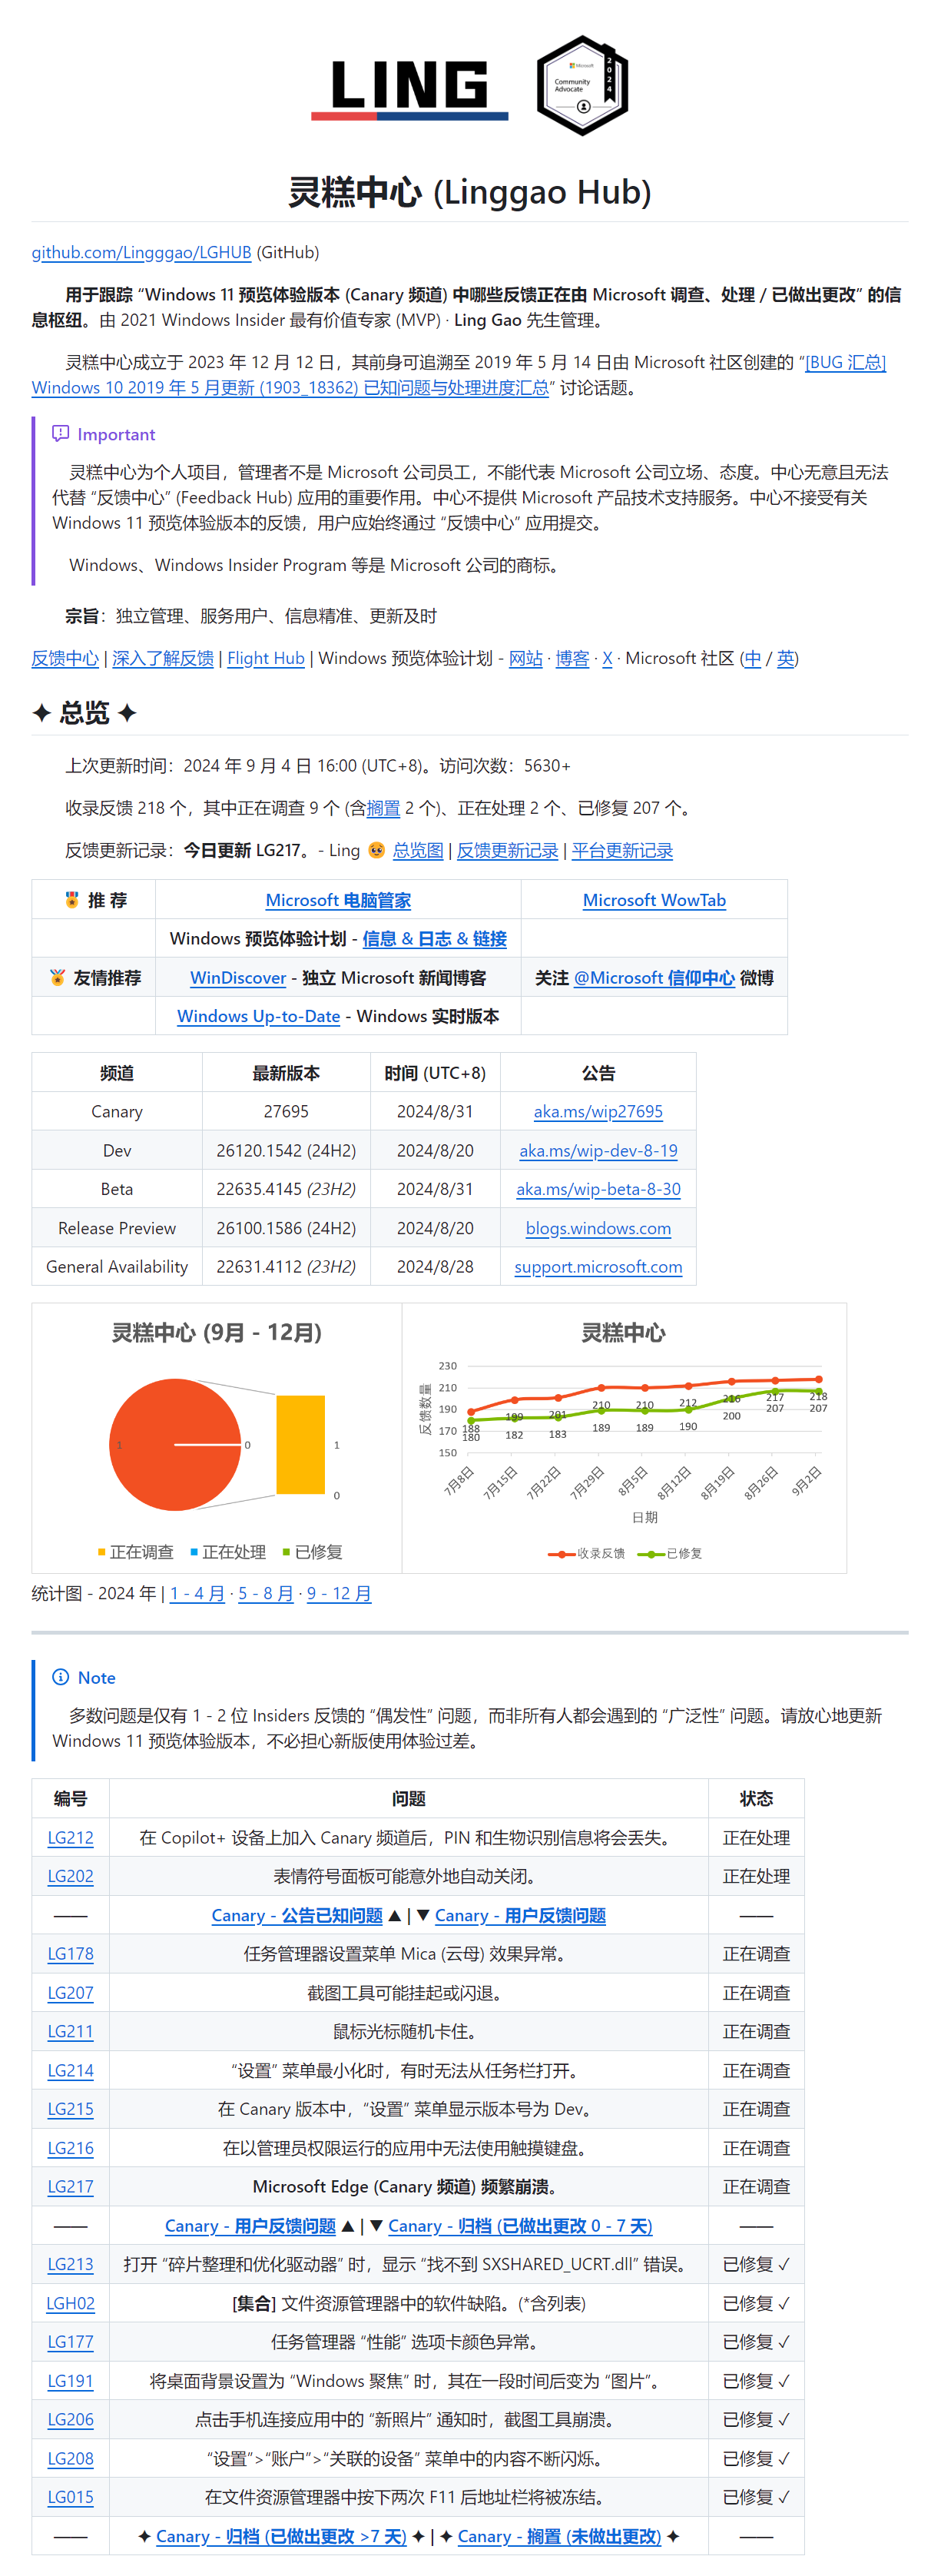 LING
Microsoft
Community
Advocate
2024
灵糕中心 (Linggao Hub)
github.com/Lingggao/LGHUB (GitHub)
用于跟踪 “Windows 11 预览体验版本 (Canary 频道) 中哪些反馈正在由 Microsoft 调查、处理 / 已做出更改” 的信
息枢纽。由 2021 Windows Insider 最有价值专家 (MVP) · Ling Gao 先生管理。
灵糕中心成立于 2023 年 12 月 12 日，其前身可追溯至 2019 年 5 月 14 日由 Microsoft 社区创建的 “[BUG 汇总]
Windows 10 2019 年 5 月更新 (1903_18362) 已知问题与处理进度汇总” 讨论话题。
Important
灵糕中心为个人项目，管理者不是 Microsoft 公司员工，不能代表 Microsoft 公司立场、态度。中心无意且无法
代替 “反馈中心” (Feedback Hub) 应用的重要作用。中心不提供 Microsoft 产品技术支持服务。中心不接受有关
Windows 11 预览体验版本的反馈，用户应始终通过 “反馈中心” 应用提交。
Windows、Windows Insider Program 等是 Microsoft 公司的商标。
宗旨：独立管理、服务用户、信息精准、更新及时
反馈中心 | 深入了解反馈 | Flight Hub | Windows 预览体验计划 - 网站 · 博客 · X · Microsoft 社区 (中 / 英)
✦ 总览 ✦
上次更新时间：2024 年 9 月 4 日 16:00 (UTC+8)。访问次数：5630+
收录反馈 218 个，其中正在调查 9 个 (含搁置 2 个)、正在处理 2 个、已修复 207 个。
反馈更新记录：今日更新 LG217。- Ling 🥺 总览图 | 反馈更新记录 | 平台更新记录
🏅 推 荐 Microsoft 电脑管家 Microsoft WowTab
Windows 预览体验计划 - 信息 & 日志 & 链接
🏅 友情推荐 WinDiscover - 独立 Microsoft 新闻博客 关注 @Microsoft 信仰中心 微博
Windows Up-to-Date - Windows 实时版本
频道 最新版本 时间 (UTC+8) 公告
Canary 27695 2024/8/31 aka.ms/wip27695
Dev 26120.1542 (24H2) 2024/8/20 aka.ms/wip-dev-8-19
Beta 22635.4145 (23H2) 2024/8/31 aka.ms/wip-beta-8-30
Release Preview 26100.1586 (24H2) 2024/8/20 blogs.windows.com
General Availability 22631.4112 (23H2) 2024/8/28 support.microsoft.com
灵糕中心 (9月 - 12月)
1 0 1
0
正在调查 正在处理 已修复
灵糕中心
反馈数量
230
210
190
170
150
188 199 201 210 210 212 216 217 218
180 182 183 189 189 190 200 207 207
7月8日 7月15日 7月22日 7月29日 8月5日 8月12日 8月19日 8月26日 9月2日
日期
收录反馈 已修复
统计图 - 2024 年 | 1 - 4 月 · 5 - 8 月 · 9 - 12 月
Note
多数问题是仅有 1 - 2 位 Insiders 反馈的 “偶发性” 问题，而非所有人都会遇到的 “广泛性” 问题。请放心地更新
Windows 11 预览体验版本，不必担心新版使用体验过差。
编号 问题 状态
LG212 在 Copilot+ 设备上加入 Canary 频道后，PIN 和生物识别信息将会丢失。 正在处理
LG202 表情符号面板可能意外地自动关闭。 正在处理
—— Canary - 公告已知问题 ▲ | ▼ Canary - 用户反馈问题 ——
LG178 任务管理器设置菜单 Mica (云母) 效果异常。 正在调查
LG207 截图工具可能挂起或闪退。 正在调查
LG211 鼠标光标随机卡住。 正在调查
LG214 “设置” 菜单最小化时，有时无法从任务栏打开。 正在调查
LG215 在 Canary 版本中，“设置” 菜单显示版本号为 Dev。 正在调查
LG216 在以管理员权限运行的应用中无法使用触摸键盘。 正在调查
LG217 Microsoft Edge (Canary 频道) 频繁崩溃。 正在调查
—— Canary - 用户反馈问题 ▲ | ▼ Canary - 归档 (已做出更改 0 - 7 天) ——
LG213 打开 “碎片整理和优化驱动器” 时，显示 “找不到 SXSHARED_UCRT.dll” 错误。 已修复 ✓
LGH02 [集合] 文件资源管理器中的软件缺陷。(*含列表) 已修复 ✓
LG177 任务管理器 “性能” 选项卡颜色异常。 已修复 ✓
LG191 将桌面背景设置为 “Windows 聚焦” 时，其在一段时间后变为 “图片”。 已修复 ✓
LG206 点击手机连接应用中的 “新照片” 通知时，截图工具崩溃。 已修复 ✓
LG208 “设置”>“账户”>“关联的设备” 菜单中的内容不断闪烁。 已修复 ✓
LG015 在文件资源管理器中按下两次 F11 后地址栏将被冻结。 已修复 ✓
—— ✦ Canary - 归档 (已做出更改 >7 天) ✦ | ✦ Canary - 搁置 (未做出更改) ✦ ——